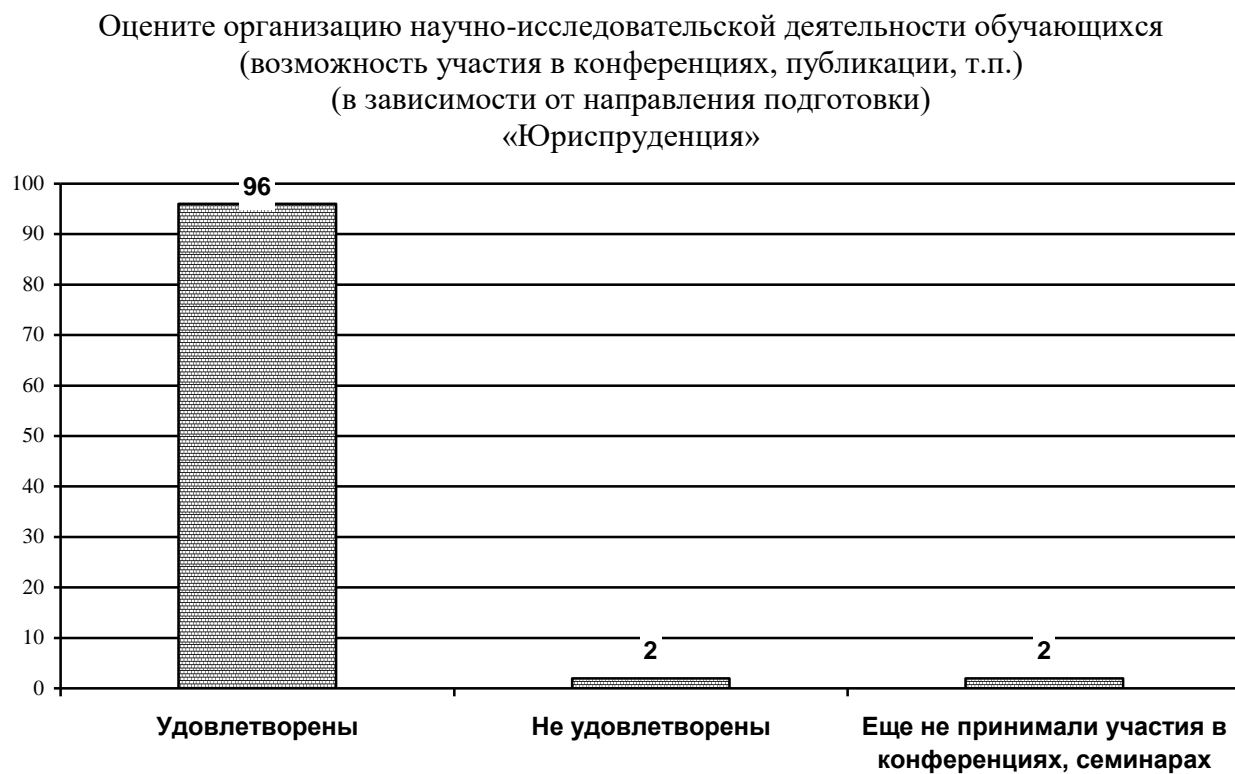 Оцените организацию научно-исследовательской деятельности обучающихся
(возможность участия в конференциях, публикации, т.п.)
(в зависимости от направления подготовки)
«Юриспруденция»
100
90
80
70
60
50
40
30
20
10
0
96
2
2
Удовлетворены
Не удовлетворены
Еще не принимали участия в
конференциях, семинарах